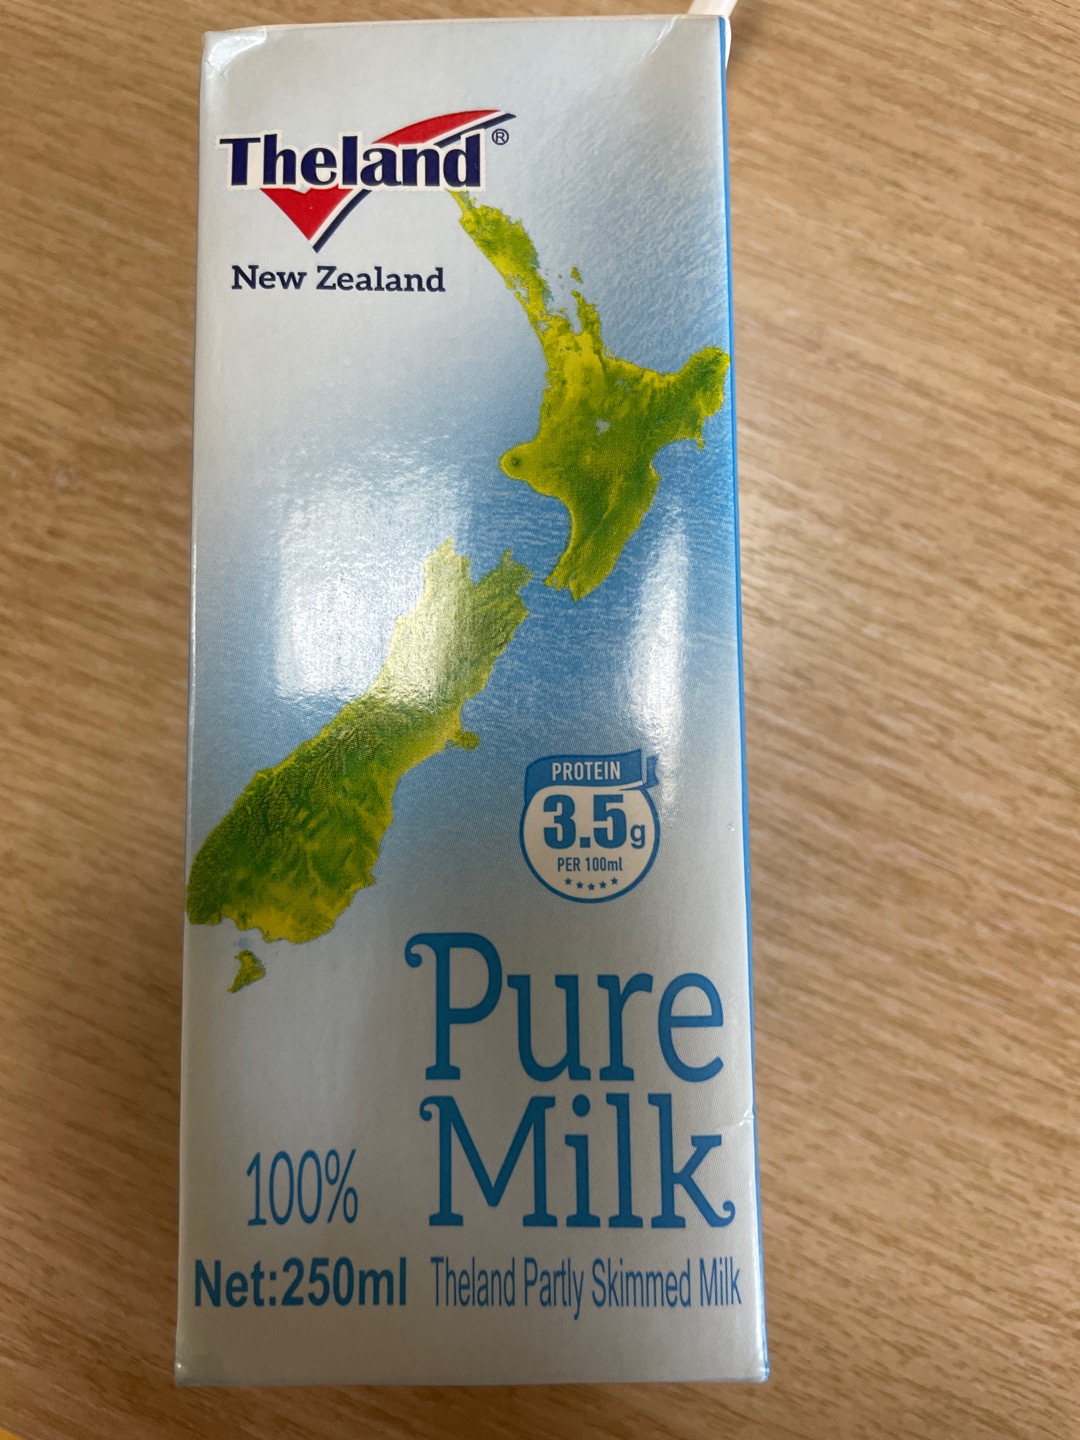 Theland®
New Zealand
PROTEIN
3.5g
PER 100ml
Pure
Milk
100%
Net:250ml Theland Partly Skimmed Milk